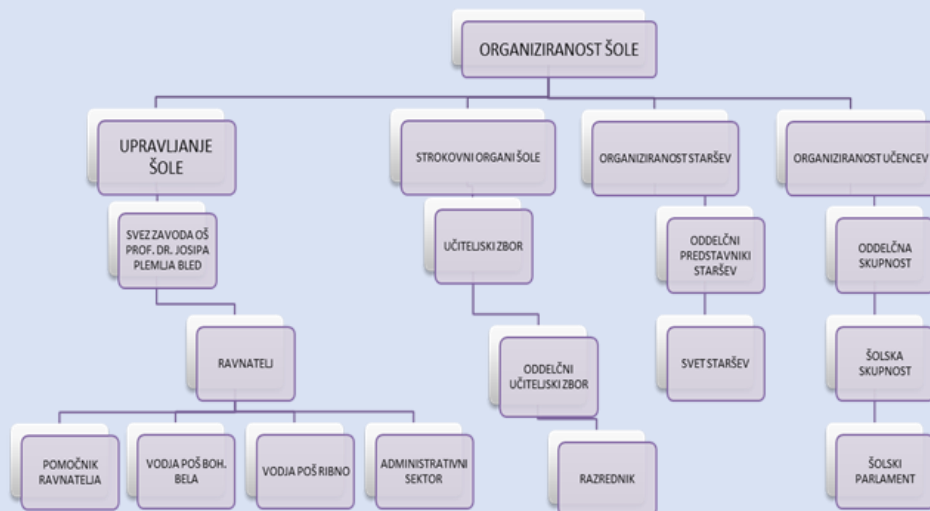 ORGANIZIRANOST ŠOLE
UPRAVLJANJE
ŠOLE
STROKOVNI ORGANI ŠOLE
ORGANIZIRANOST STARŠEV
ORGANIZIRANOST UČENCEV
SVEZ ZAVODA OŠ
PROF. DR. JOSIPA
PLEMLJA BLED
UČITELJSKI ZBOR
ODDELČNI
PREDSTAVNIKI
STARŠEV
ODDELČNA
SKUPNOST
RAVNATELJ
ODDELČNI
UČITELJSKI ZBOR
SVET STARŠEV
ŠOLSKA
SKUPNOST
POMOČNIK
RAVNATELJA
VODJA POŠ BOH.
BELA
VODJA POŠ RIBNO
ADMINISTRATIVNI
SEKTOR
RAZREDNIK
ŠOLSKI
PARLAMENT